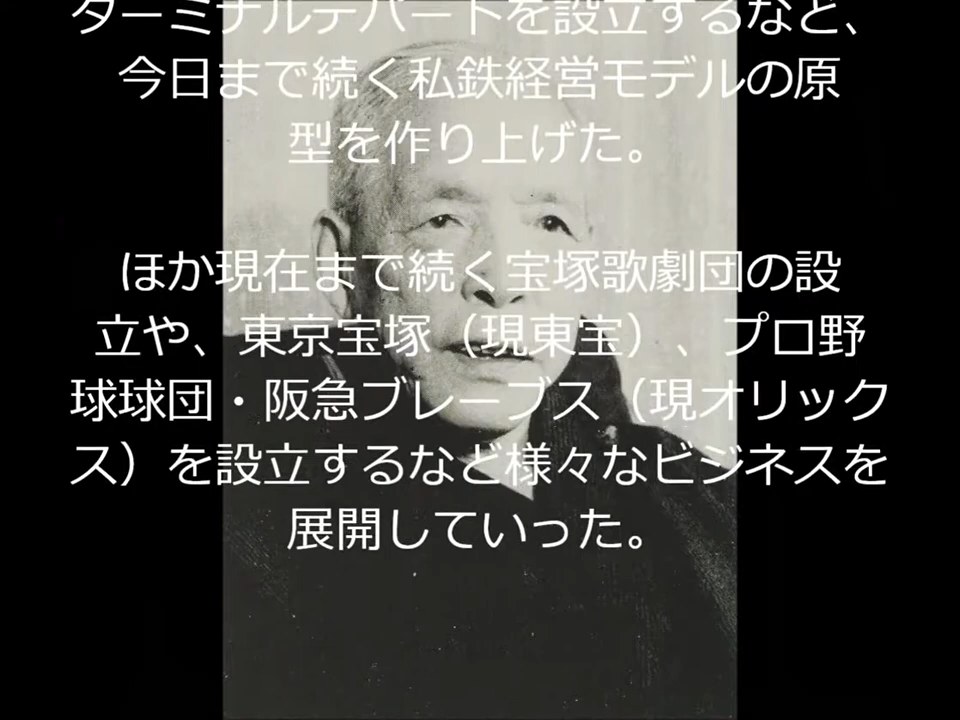 ターミナルデパートを設立するなど、
今日まで続く私鉄経営モデルの原
型を作り上げた。
ほか現在まで続く宝塚歌劇団の設
立や、東京宝塚（現東宝）、プロ野
球球団・阪急ブレーブス（現オリック
ス）を設立するなど様々なビジネスを
展開していった。